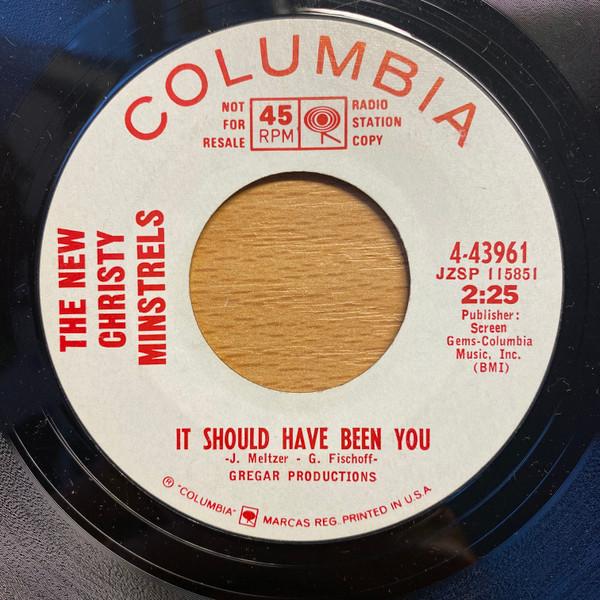 COLUMBIA
NOT
FOR
RESALE
45
RPM
RADIO
STATION
COPY
THE NEW
CHRISTY
MINSTRELS
4-43961
JZSP 115851
2:25
Publisher:
Screen
Gems-Columbia
Music, Inc.
(BMI)
IT SHOULD HAVE BEEN YOU
-J. Meltzer - G. Fischoff-
GREGAR PRODUCTIONS
® "COLUMBIA" MARCAS REG. PRINTED IN U.S.A.